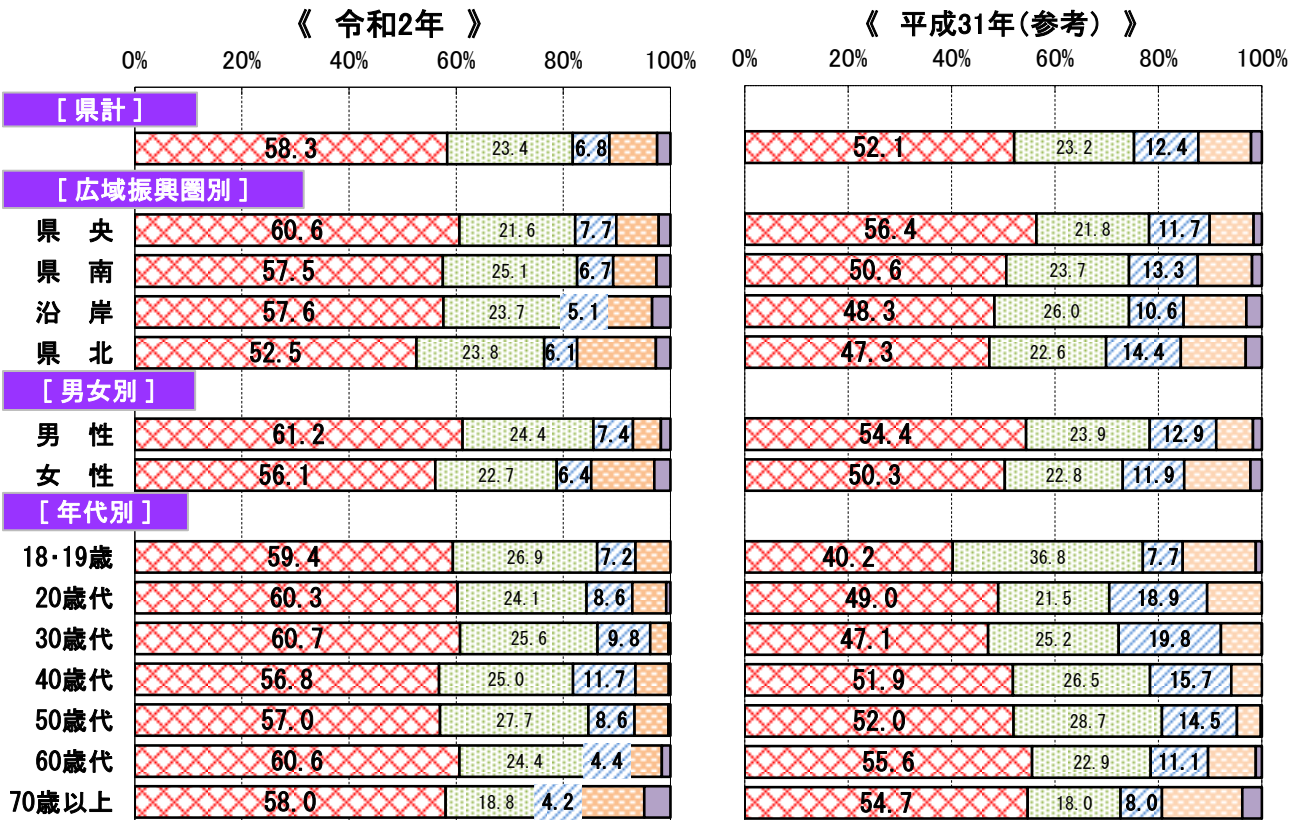 《 令和2年 》 《 平成31年(参考) 》
0% 20% 40% 60% 80% 100% 0% 20% 40% 60% 80% 100%
[ 県計 ]
58.3 23.4 6.8 52.1 23.2 12.4
[ 広域振興圏別 ]
県 央 60.6 21.6 7.7 56.4 21.8 11.7
県 南 57.5 25.1 6.7 50.6 23.7 13.3
沿 岸 57.6 23.7 5.1 48.3 26.0 10.6
県 北 52.5 23.8 6.1 47.3 22.6 14.4
[ 男女別 ]
男 性 61.2 24.4 7.4 54.4 23.9 12.9
女 性 56.1 22.7 6.4 50.3 22.8 11.9
[ 年代別 ]
18・19歳 59.4 26.9 7.2 40.2 36.8 7.7
20歳代 60.3 24.1 8.6 49.0 21.5 18.9
30歳代 60.7 25.6 9.8 47.1 25.2 19.8
40歳代 56.8 25.0 11.7 51.9 26.5 15.7
50歳代 57.0 27.7 8.6 52.0 28.7 14.5
60歳代 60.6 24.4 4.4 55.6 22.9 11.1
70歳以上 58.0 18.8 4.2 54.7 18.0 8.0